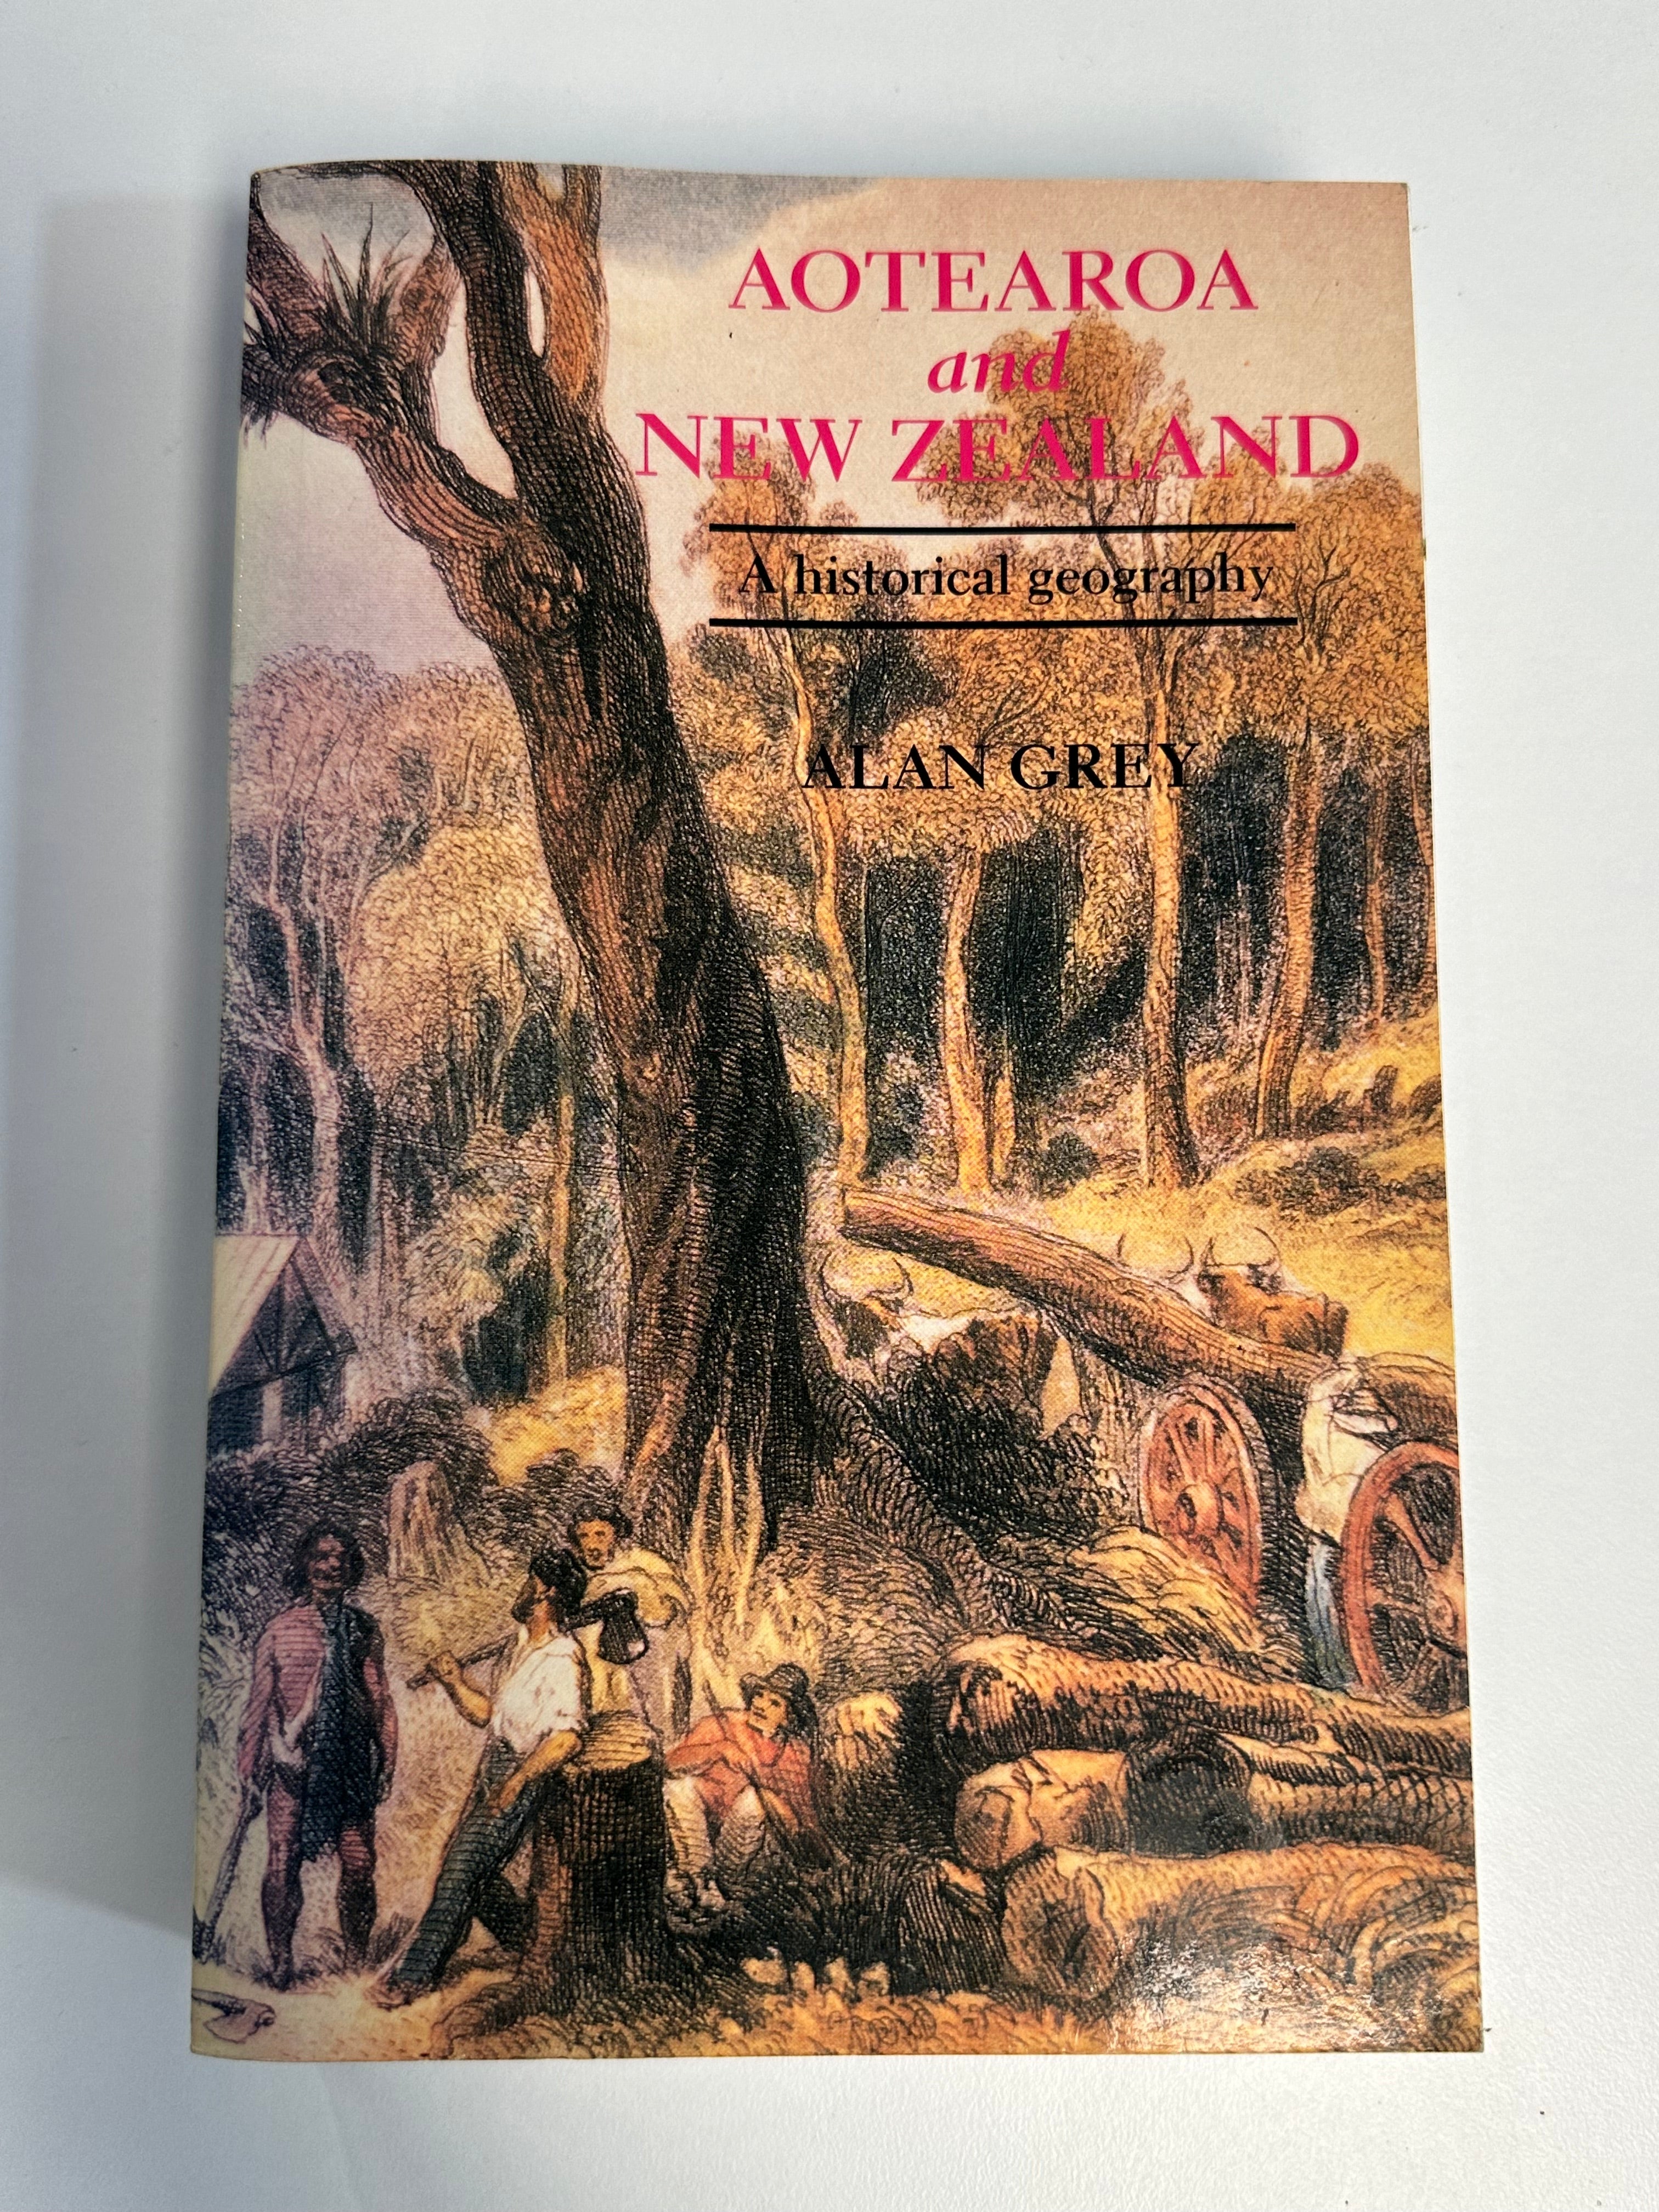 AOTEAROA
and
NEW ZEALAND
A historical geography
ALAN GREY